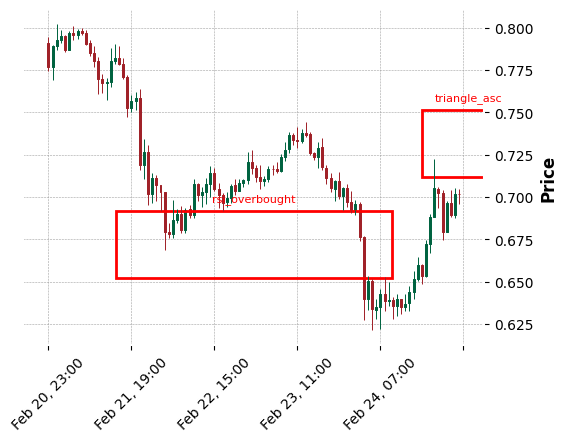 0.800
0.775
triangle_asc
0.750
0.725
0.700
rsi_overbought
0.675
0.650
0.625
Price
Feb 20, 23:00
Feb 21, 19:00
Feb 22, 15:00
Feb 23, 11:00
Feb 24, 07:00